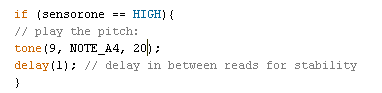 if (sensorone == HIGH){
// play the pitch:
tone(9, NOTE_A4, 20);
delay(1); // delay in between reads for stability
}